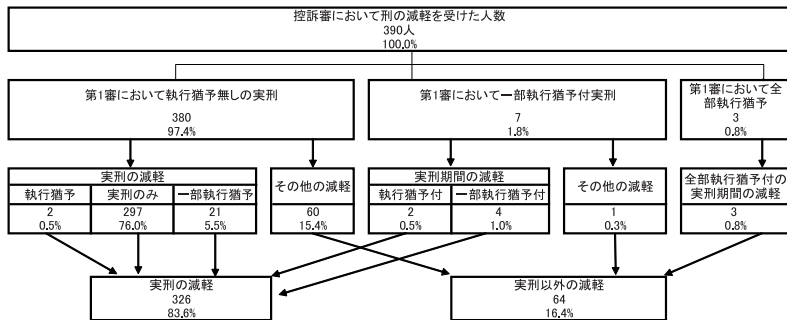 控訴審において刑の減軽を受けた人数
390人
100.0%
第1審において執行猶予無しの実刑
380
97.4%
第1審において一部執行猶予付実刑
7
1.8%
第1審において全
部執行猶予
3
0.8%
実刑の減軽
執行猶予 実刑のみ 一部執行猶予
2 297 21
0.5% 76.0% 5.5%
その他の減軽
60
15.4%
実刑期間の減軽
執行猶予付 一部執行猶予付
2 4
0.5% 1.0%
その他の減軽
1
0.3%
全部執行猶予付の
実刑期間の減軽
3
0.8%
実刑の減軽
326
83.6%
実刑以外の減軽
64
16.4%